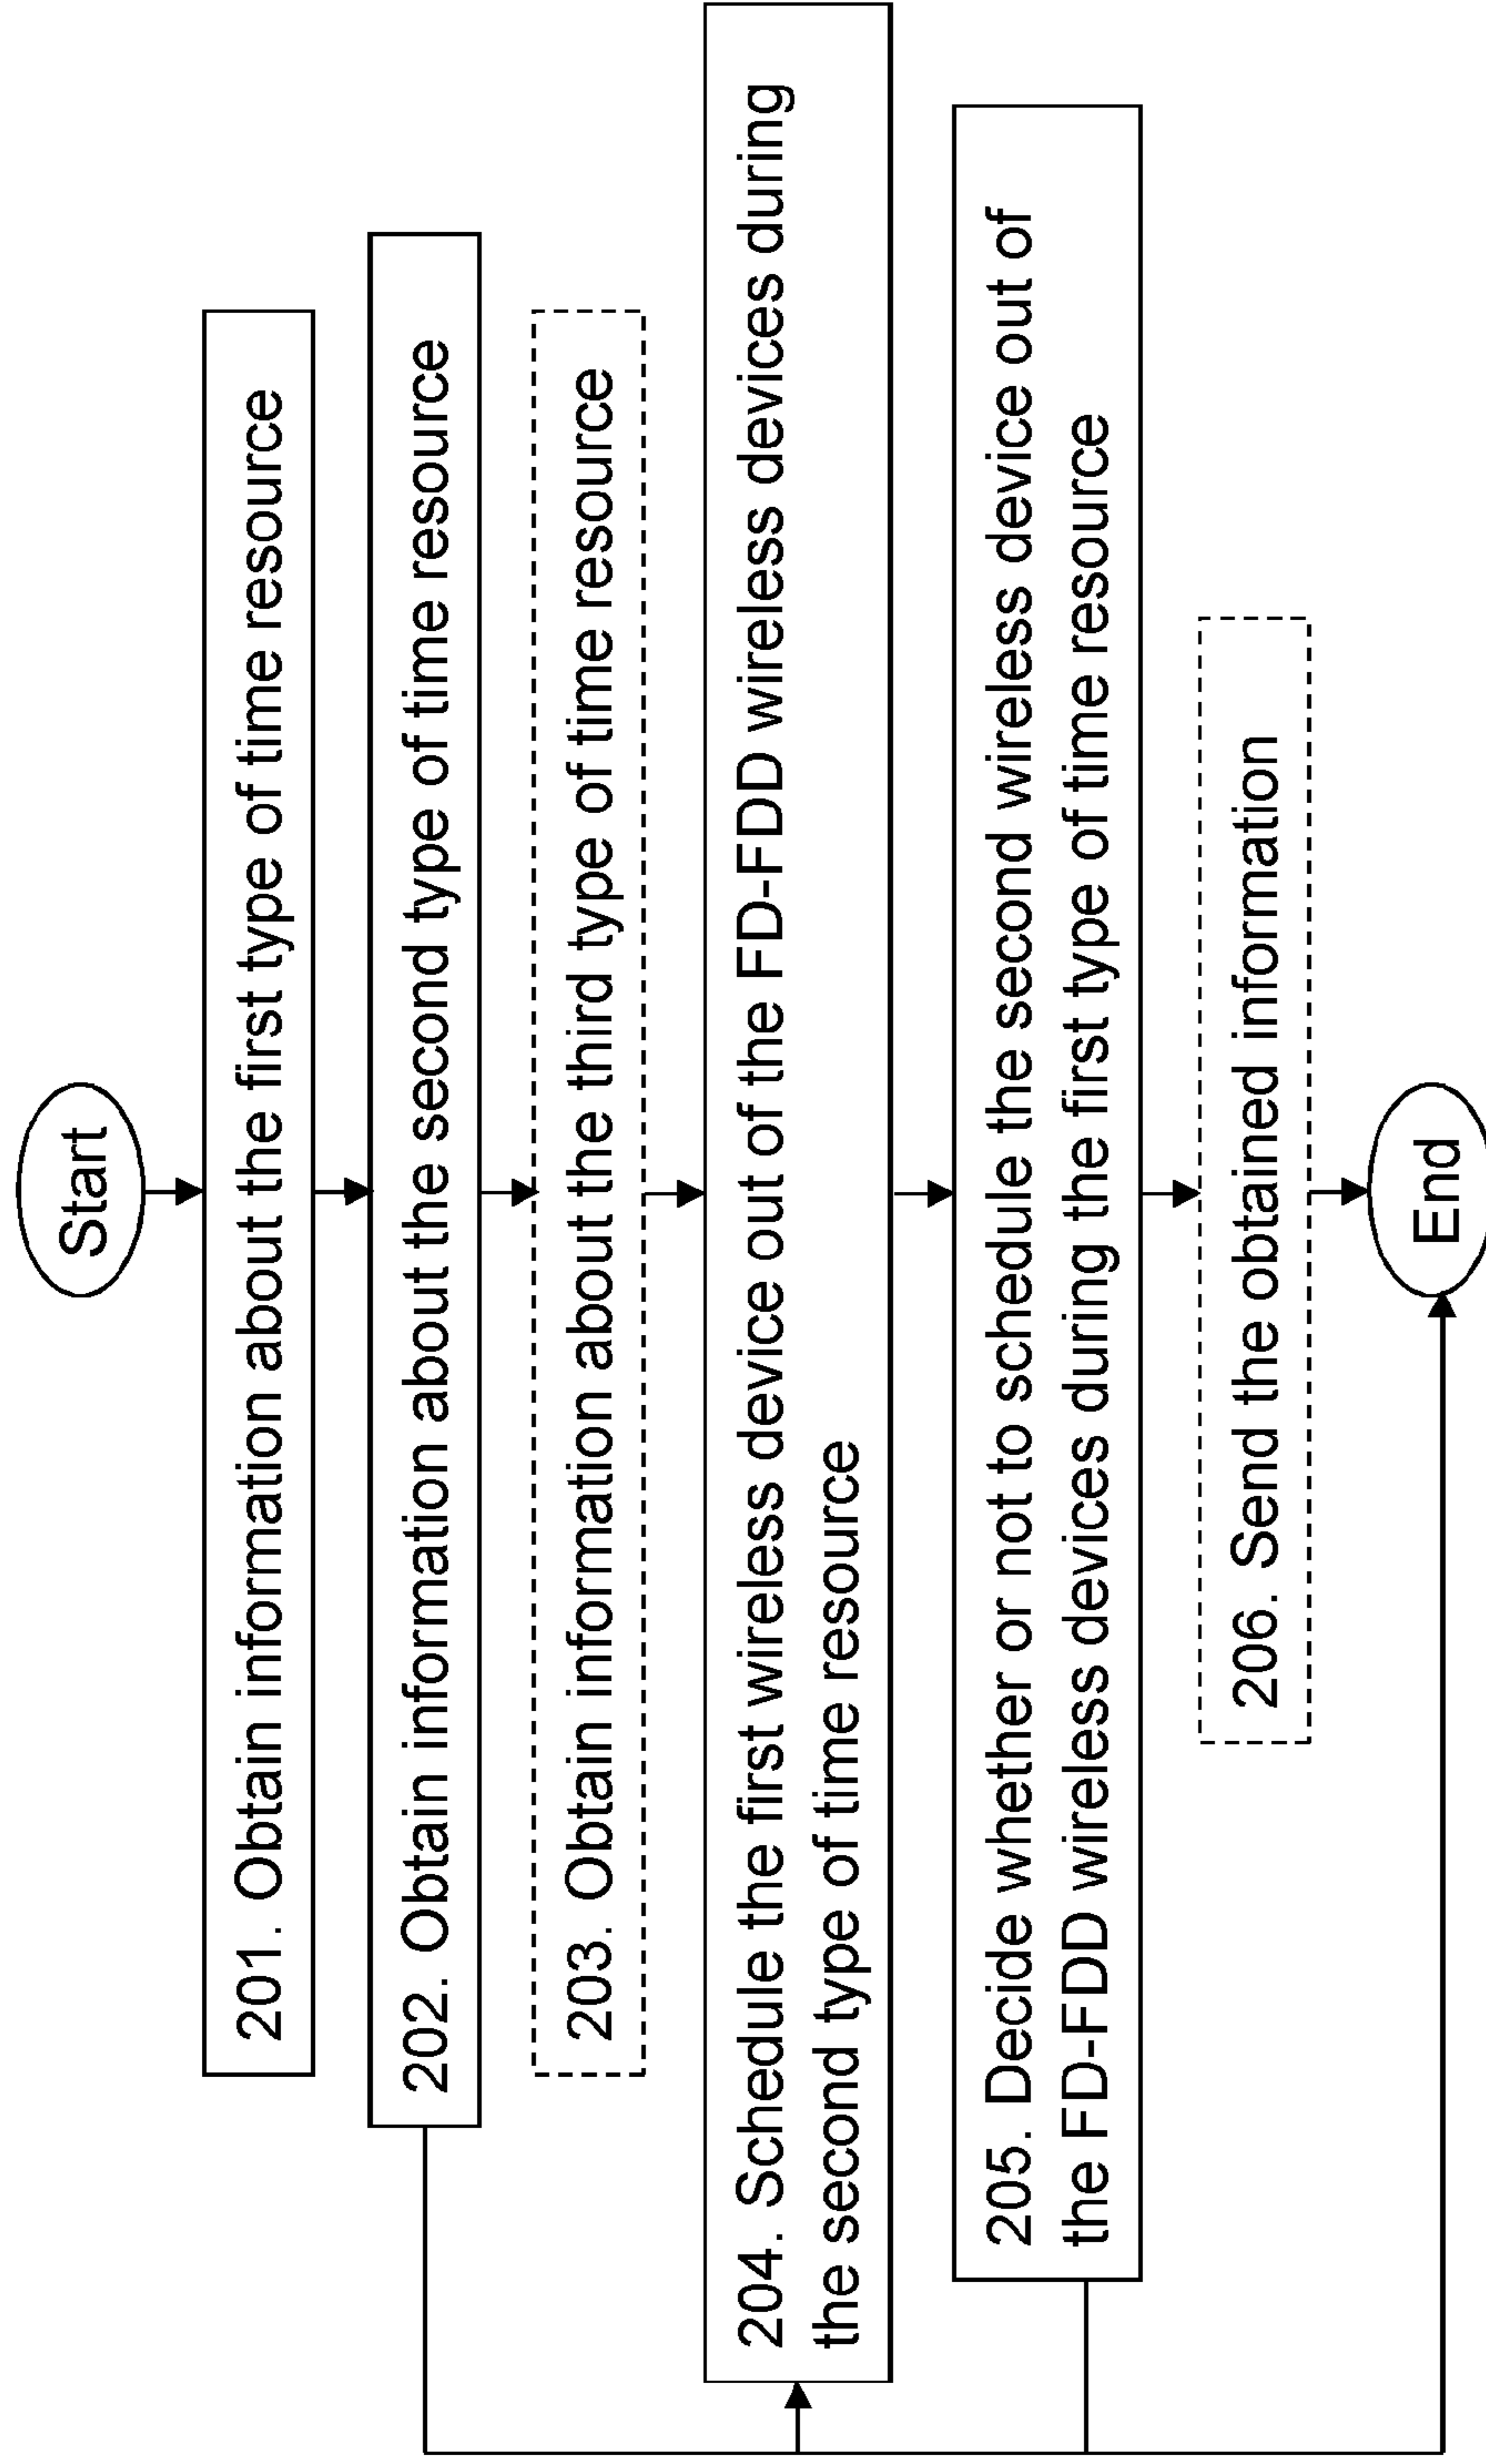 Start
201. Obtain information about the first type of time resource
202. Obtain information about the second type of time resource
203. Obtain information about the third type of time resource
204. Schedule the first wireless device out of the FD-FDD wireless devices during
the second type of time resource
205. Decide whether or not to schedule the second wireless device out of
the FD-FDD wireless devices during the first type of time resource
206. Send the obtained information
End